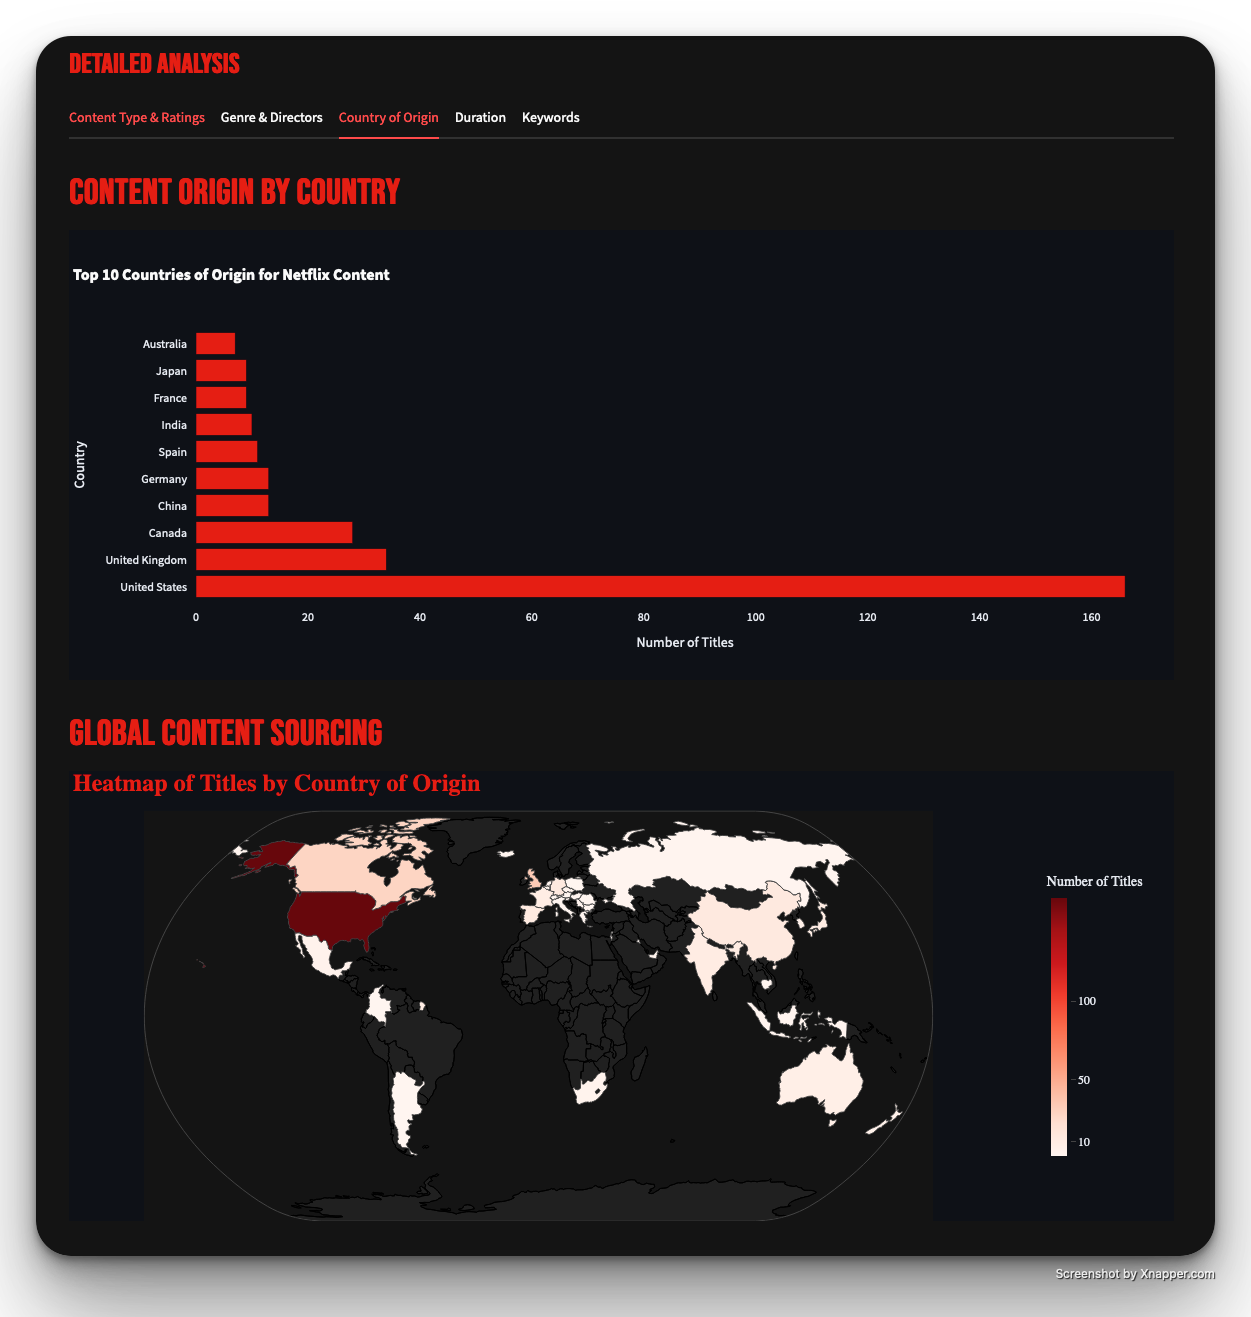 DETAILED ANALYSIS
Content Type & Ratings Genre & Directors Country of Origin Duration Keywords
CONTENT ORIGIN BY COUNTRY
Top 10 Countries of Origin for Netflix Content
Country
Australia
Japan
France
India
Spain
Germany
China
Canada
United Kingdom
United States
0 20 40 60 80 100 120 140 160
Number of Titles
GLOBAL CONTENT SOURCING
Heatmap of Titles by Country of Origin
Number of Titles
100
50
10
Screenshot by Xnapper.com